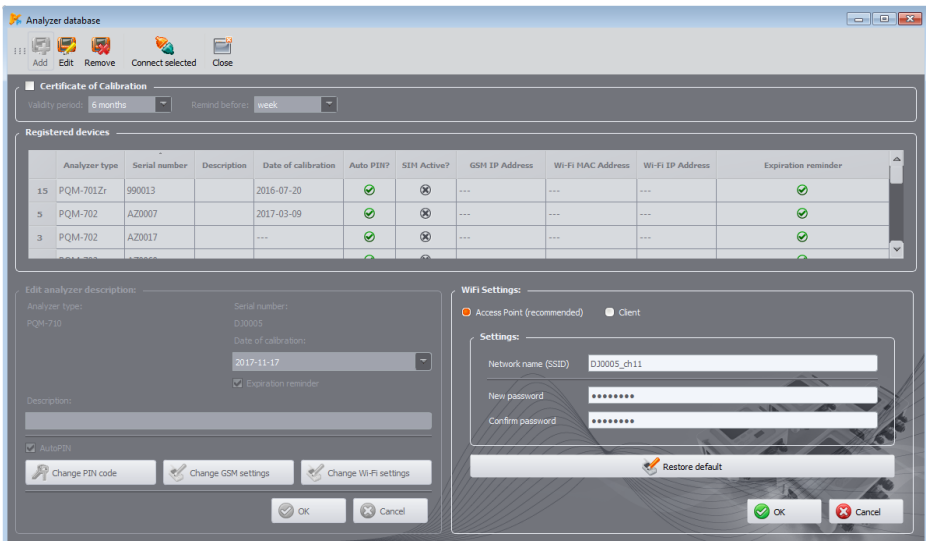 Analyzer database
Add Edit Remove Connect selected Close
Certificate of Calibration
Validity period: 6 months Remind before: week
Registered devices
Analyzer type Serial number Description Date of calibration Auto PIN? SIM Active? GSM IP Address Wi-Fi MAC Address Wi-Fi IP Address Expiration reminder
15 PQM-701Zr 990013 2016-07-20 --- --- ---
5 PQM-702 AZ0007 2017-03-09 --- --- ---
3 PQM-702 AZ0017 --- --- --- ---
Edit analyzer description:
Analyzer type: Serial number:
PQM-710 DJ0005
Date of calibration:
2017-11-17
Expiration reminder
Description:
AutoPIN
Change PIN code Change GSM settings Change Wi-Fi settings
OK Cancel
WiFi Settings:
Access Point (recommended) Client
Settings:
Network name (SSID) DJ0005_ch11
New password ●●●●●●●●
Confirm password ●●●●●●●●
Restore default
OK Cancel